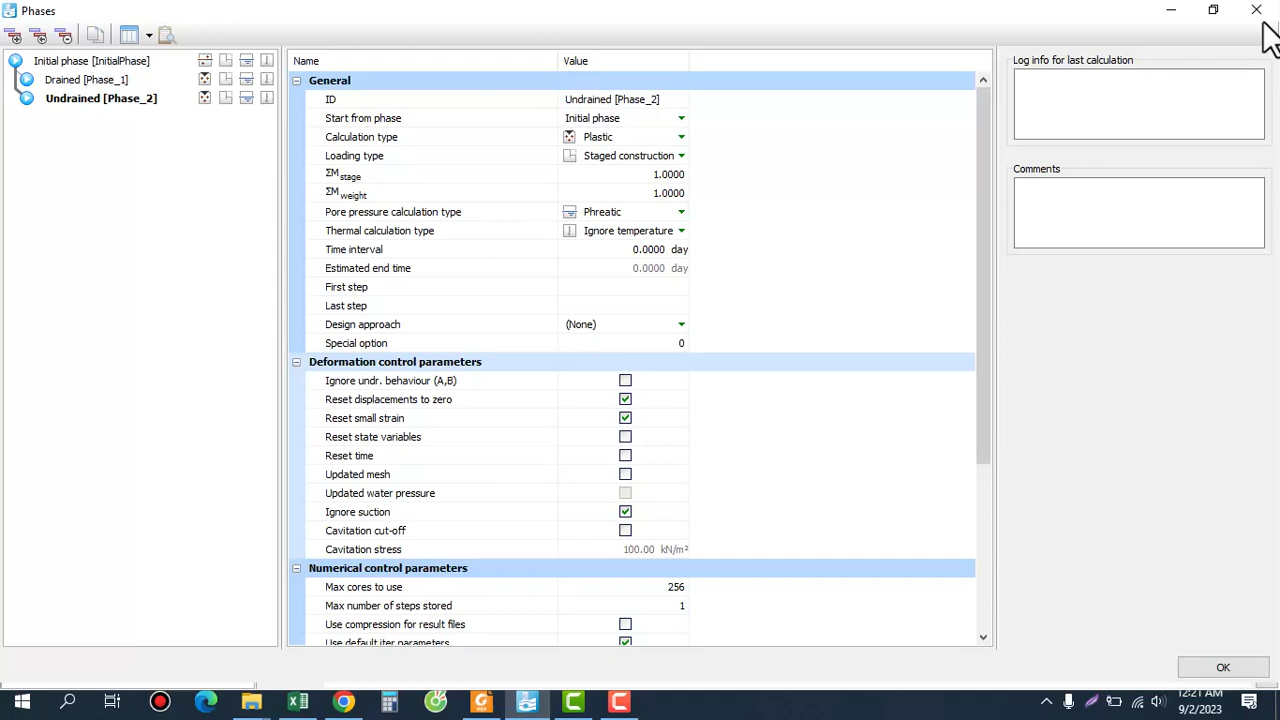 Phases
Initial phase [InitialPhase]
Drained [Phase_1]
Undrained [Phase_2]
Name Value
General
ID Undrained [Phase_2]
Start from phase Initial phase
Calculation type Plastic
Loading type Staged construction
ΣM stage 1.0000
ΣM weight 1.0000
Pore pressure calculation type Phreatic
Thermal calculation type Ignore temperature
Time interval 0.0000 day
Estimated end time 0.0000 day
First step
Last step
Design approach (None)
Special option 0
Deformation control parameters
Ignore undr. behaviour (A,B)
Reset displacements to zero
Reset small strain
Reset state variables
Reset time
Updated mesh
Updated water pressure
Ignore suction
Cavitation cut-off
Cavitation stress 100.00 kN/m²
Numerical control parameters
Max cores to use 256
Max number of steps stored 1
Use compression for result files
Use default iter parameters
Log info for last calculation
Comments
OK
12:21 AM
9/2/2023